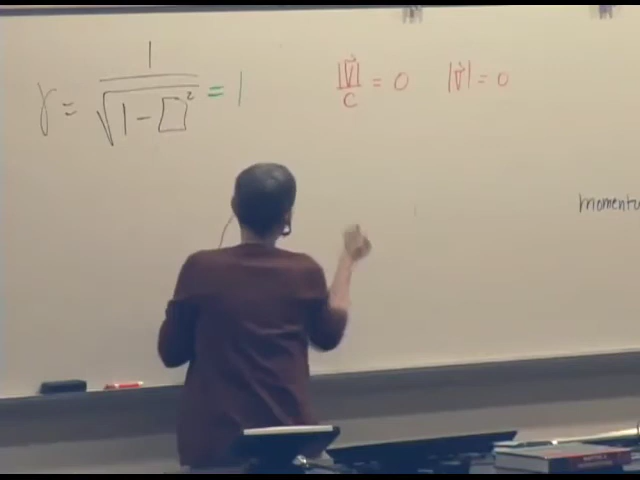 γ = 1 / √(1 - □²) = 1
|v⃗| / c = 0
|v⃗| = 0
momentu